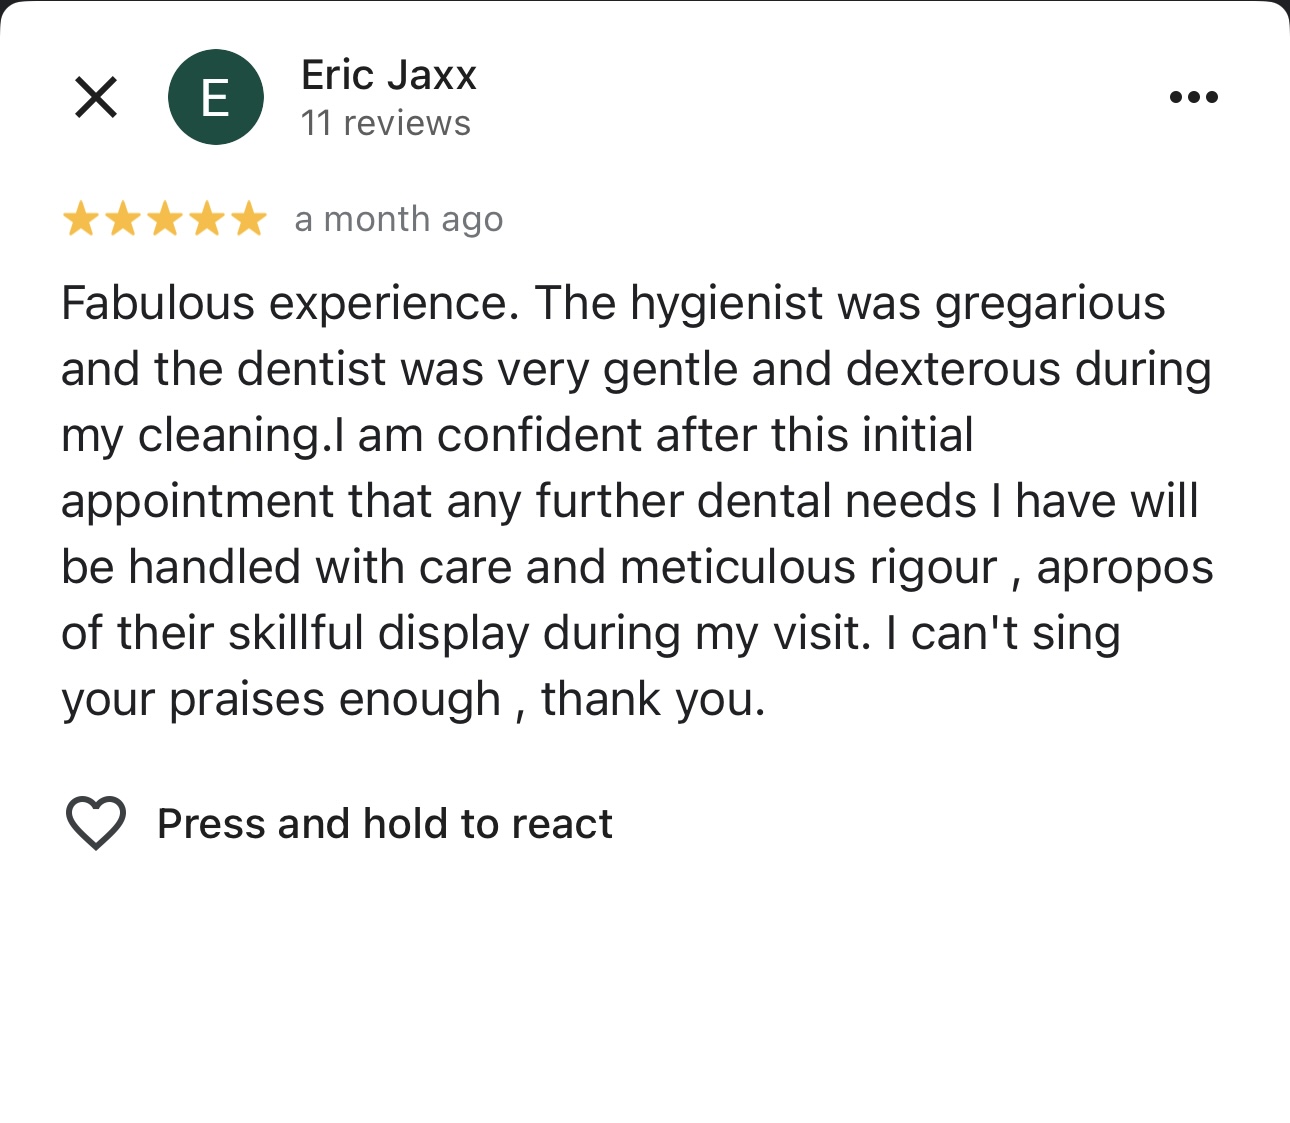 E
Eric Jaxx
11 reviews
a month ago
Fabulous experience. The hygienist was gregarious
and the dentist was very gentle and dexterous during
my cleaning.I am confident after this initial
appointment that any further dental needs I have will
be handled with care and meticulous rigour , apropos
of their skillful display during my visit. I can't sing
your praises enough , thank you.
Press and hold to react